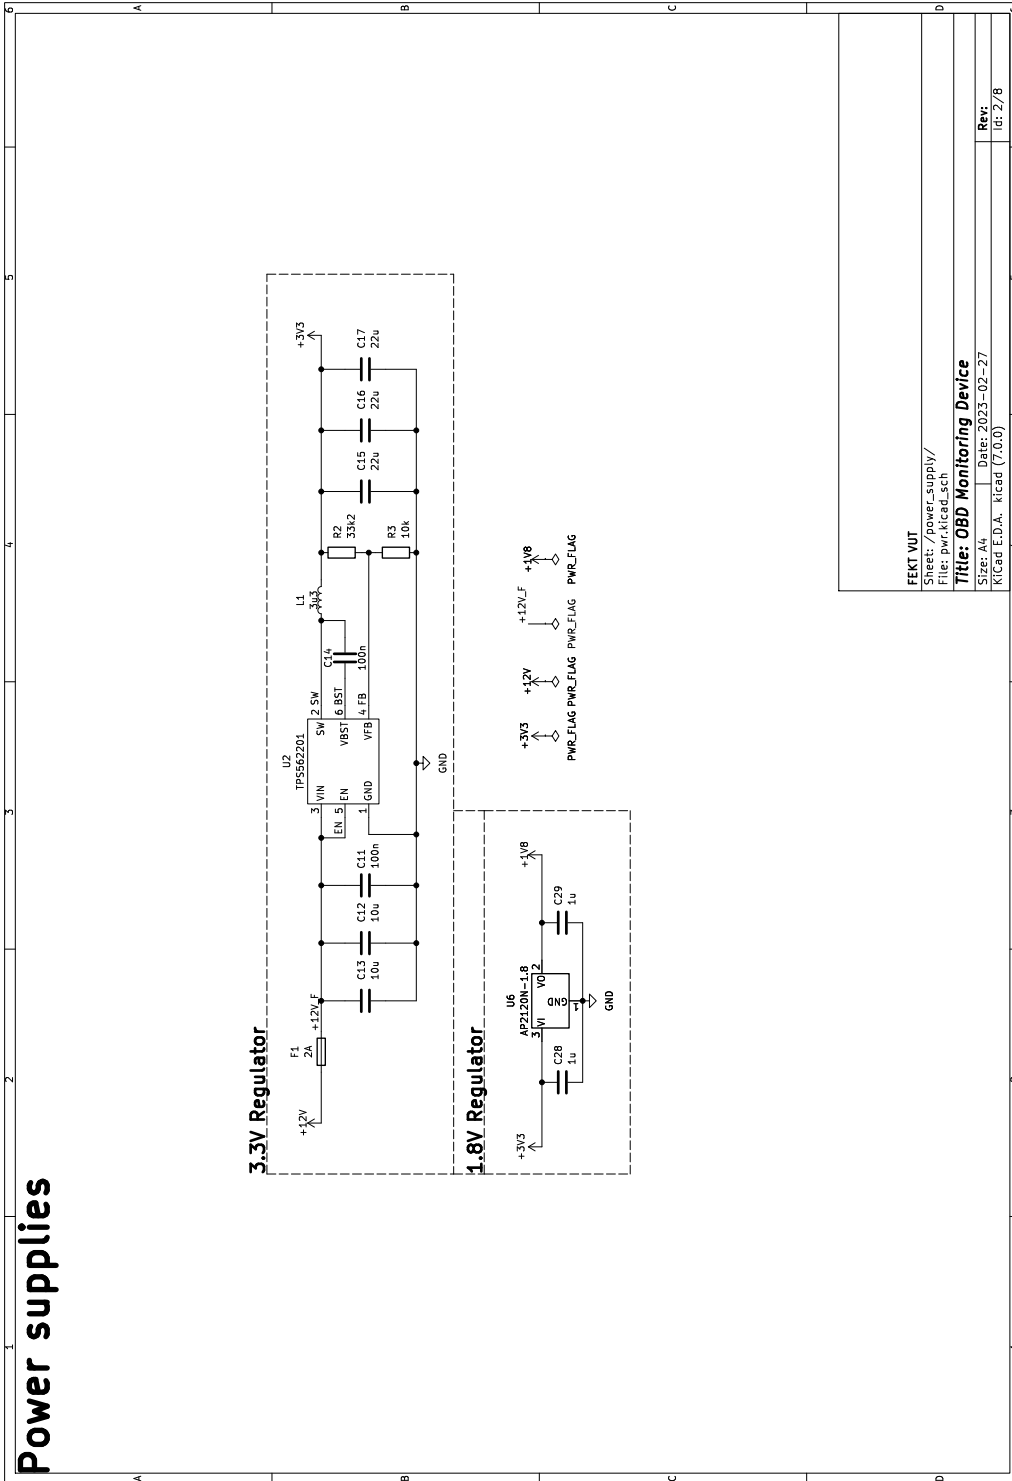 Power supplies
3.3V Regulator
+12V
F1
2A
+12V_F
C13
10u
C12
10u
C11
100n
EN
3
5
1
U2
TPS562201
VIN
EN
GND
SW
VBST
VFB
2 SW
6 BST
4 FB
C14
100n
L1
3u3
R2
33k2
R3
10k
C15
22u
C16
22u
C17
22u
+3V3
GND
1.8V Regulator
+3V3
C28
1u
U6
AP2120N-1.8
3
VI
GND
1
VO
2
C29
1u
+1V8
GND
+3V3
PWR_FLAG
+12V
PWR_FLAG
+12V_F
PWR_FLAG
+1V8
PWR_FLAG
FEKT VUT
Sheet: /power_supply/
File: pwr.kicad_sch
Title: OBD Monitoring Device
Size: A4
Date: 2023-02-27
Rev:
KiCad E.D.A. kicad (7.0.0)
Id: 2/8
1
2
3
4
5
6
A
B
C
D
A
B
C
D